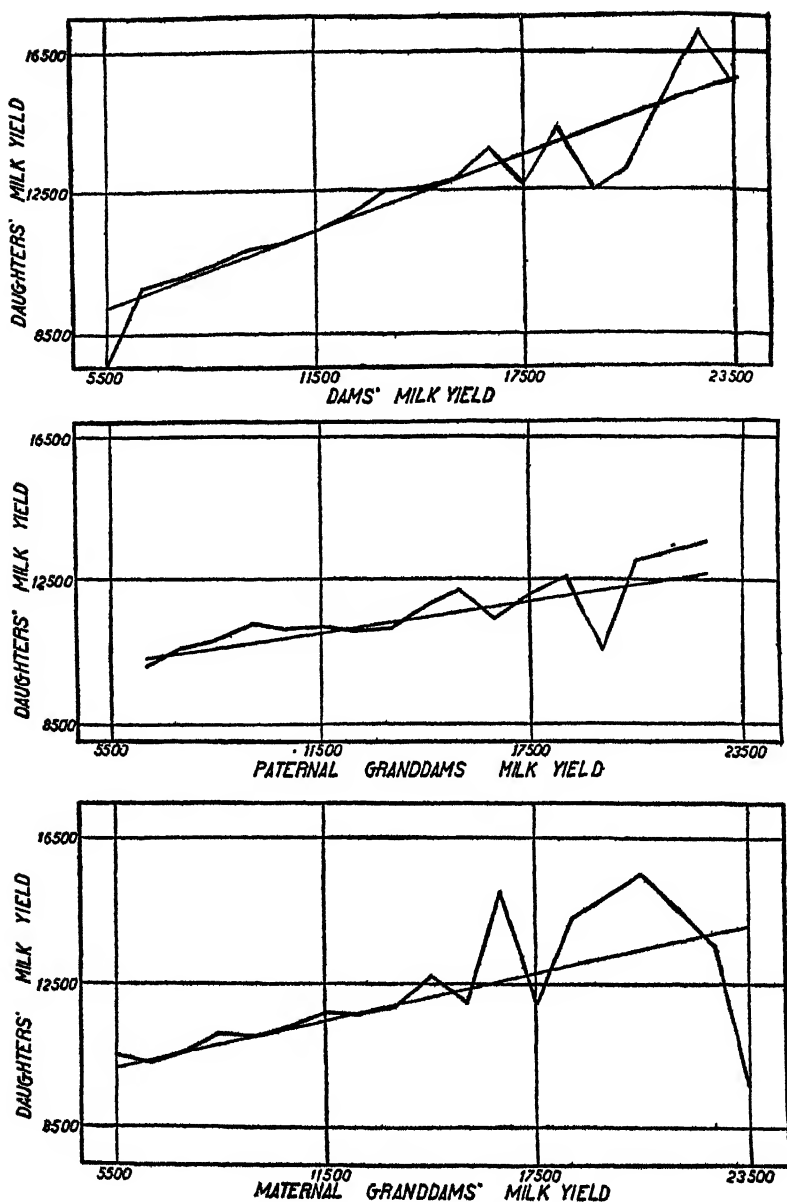 16500
12500
8500
DAUGHTERS' MILK YIELD
5500 11500 17500 23500
DAMS' MILK YIELD
16500
12500
8500
DAUGHTERS' MILK YIELD
5500 11500 17500 23500
PATERNAL GRANDDAMS MILK YIELD
16500
12500
8500
DAUGHTERS' MILK YIELD
5500 11500 17500 23500
MATERNAL GRANDDAMS' MILK YIELD